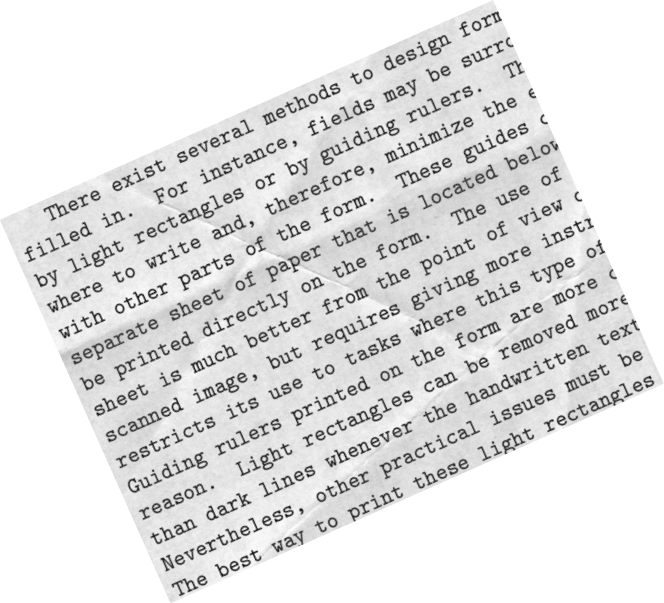 There exist several methods to design form
filled in. For instance, fields may be surro
by light rectangles or by guiding rulers. Th
where to write and, therefore, minimize the e
with other parts of the form. These guides c
separate sheet of paper that is located below
be printed directly on the form. The use of
sheet is much better from the point of view o
scanned image, but requires giving more instr
restricts its use to tasks where this type of
Guiding rulers printed on the form are more c
reason. Light rectangles can be removed more
than dark lines whenever the handwritten text
Nevertheless, other practical issues must be
The best way to print these light rectangles